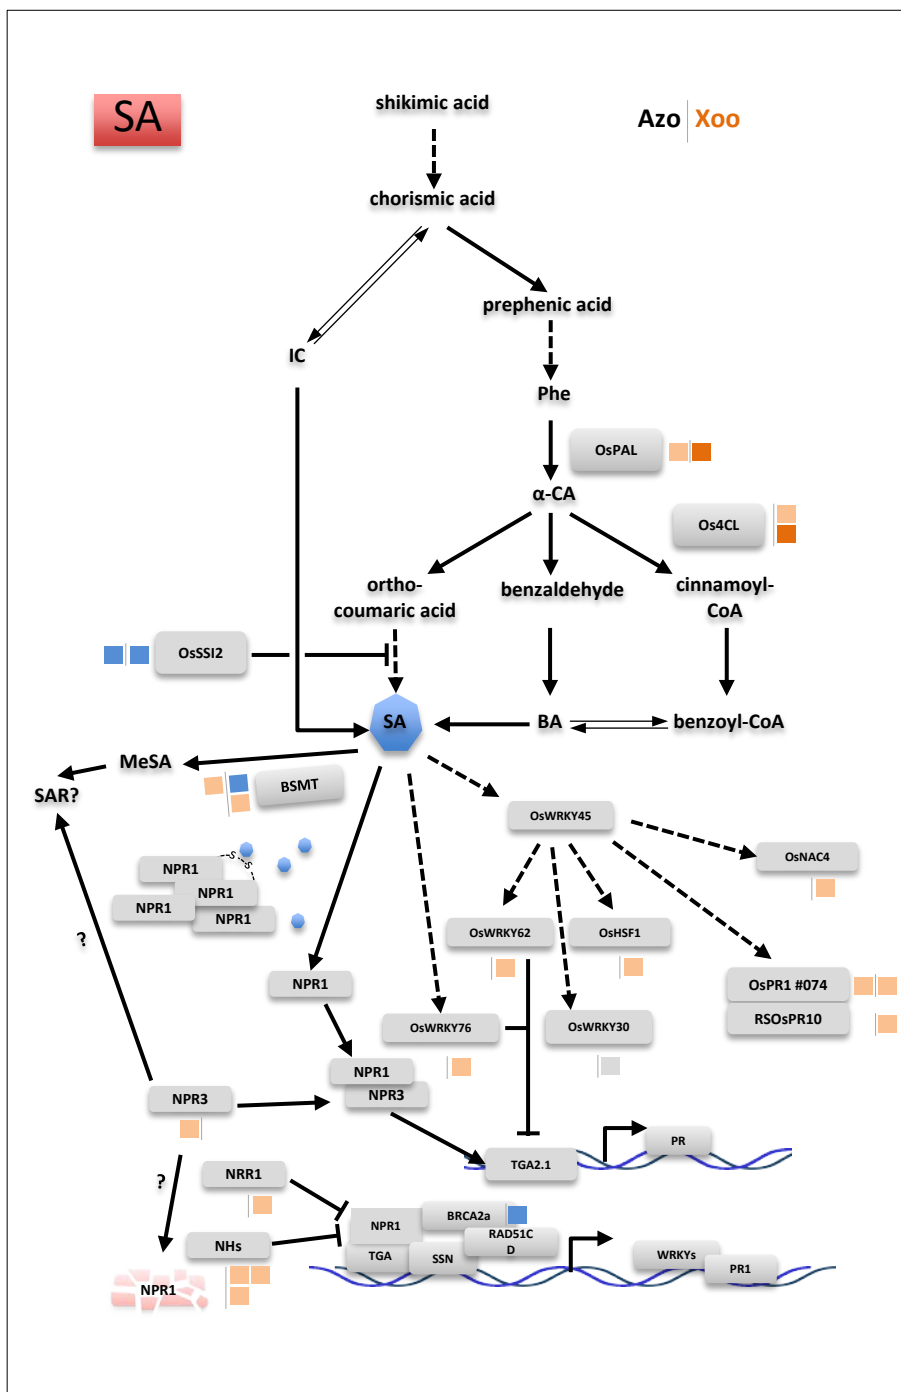 SA
shikimic acid
Azo Xoo
chorismic acid
prephenic acid
IC
Phe
OsPAL
α-CA
Os4CL
ortho-
coumaric acid
benzaldehyde
cinnamoyl-
CoA
OsSSI2
SA
BA
benzoyl-CoA
MeSA
BSMT
SAR?
OsWRKY45
OsNAC4
-S
-S
NPR1
NPR1
NPR1
NPR1
?
OsWRKY62
OsHSF1
NPR1
OsPR1 #074
RSOsPR10
OsWRKY76
OsWRKY30
NPR1
NPR3
NPR3
PR
TGA2.1
?
NRR1
BRCA2a
NPR1
RAD51C
D
NHs
TGA
SSN
WRKYs
PR1
NPR1